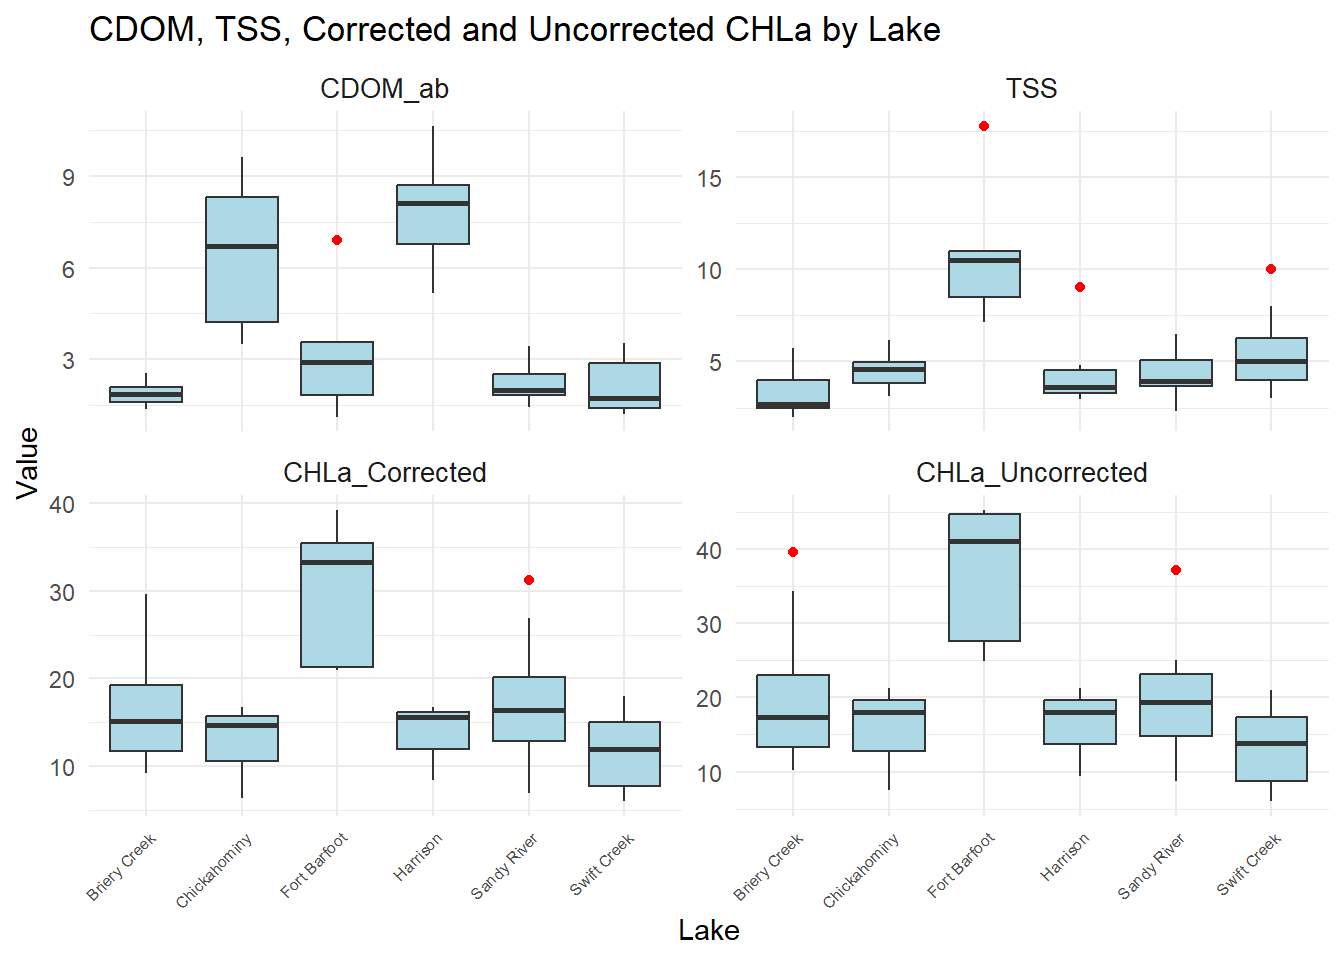 CDOM, TSS, Corrected and Uncorrected CHLa by Lake
CDOM_ab
TSS
9
6
3
15
10
5
Value
CHLa_Corrected
CHLa_Uncorrected
40
30
20
10
40
30
20
10
Briery Creek
Chickahominy
Fort Barfoot
Harrison
Sandy River
Swift Creek
Briery Creek
Chickahominy
Fort Barfoot
Harrison
Sandy River
Swift Creek
Lake